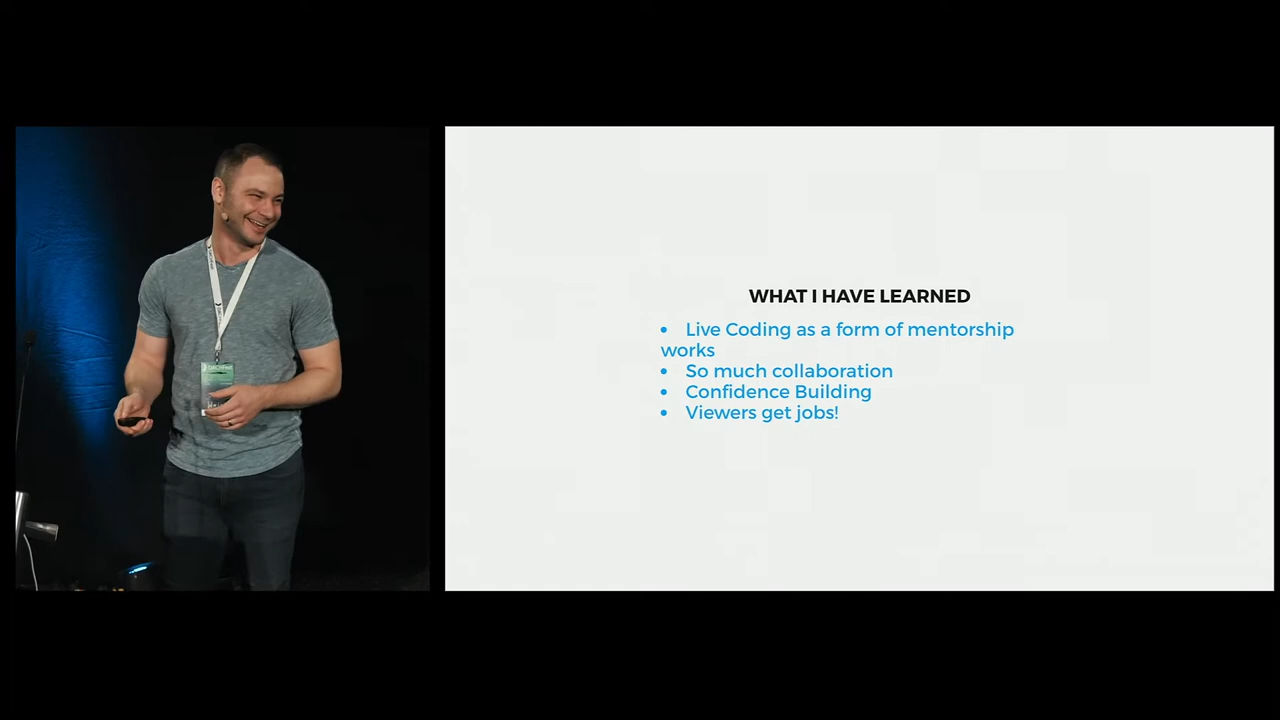 WHAT I HAVE LEARNED
• Live Coding as a form of mentorship
works
• So much collaboration
• Confidence Building
• Viewers get jobs!